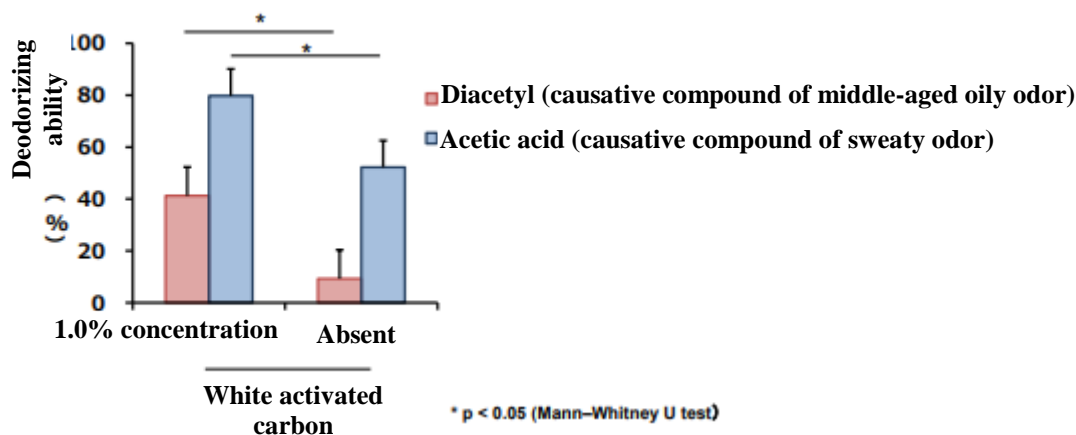 Deodorizing
ability
(%)
100
80
60
40
20
0
*
*
Diacetyl (causative compound of middle-aged oily odor)
Acetic acid (causative compound of sweaty odor)
1.0% concentration
Absent
White activated
carbon
* p < 0.05 (Mann–Whitney U test)